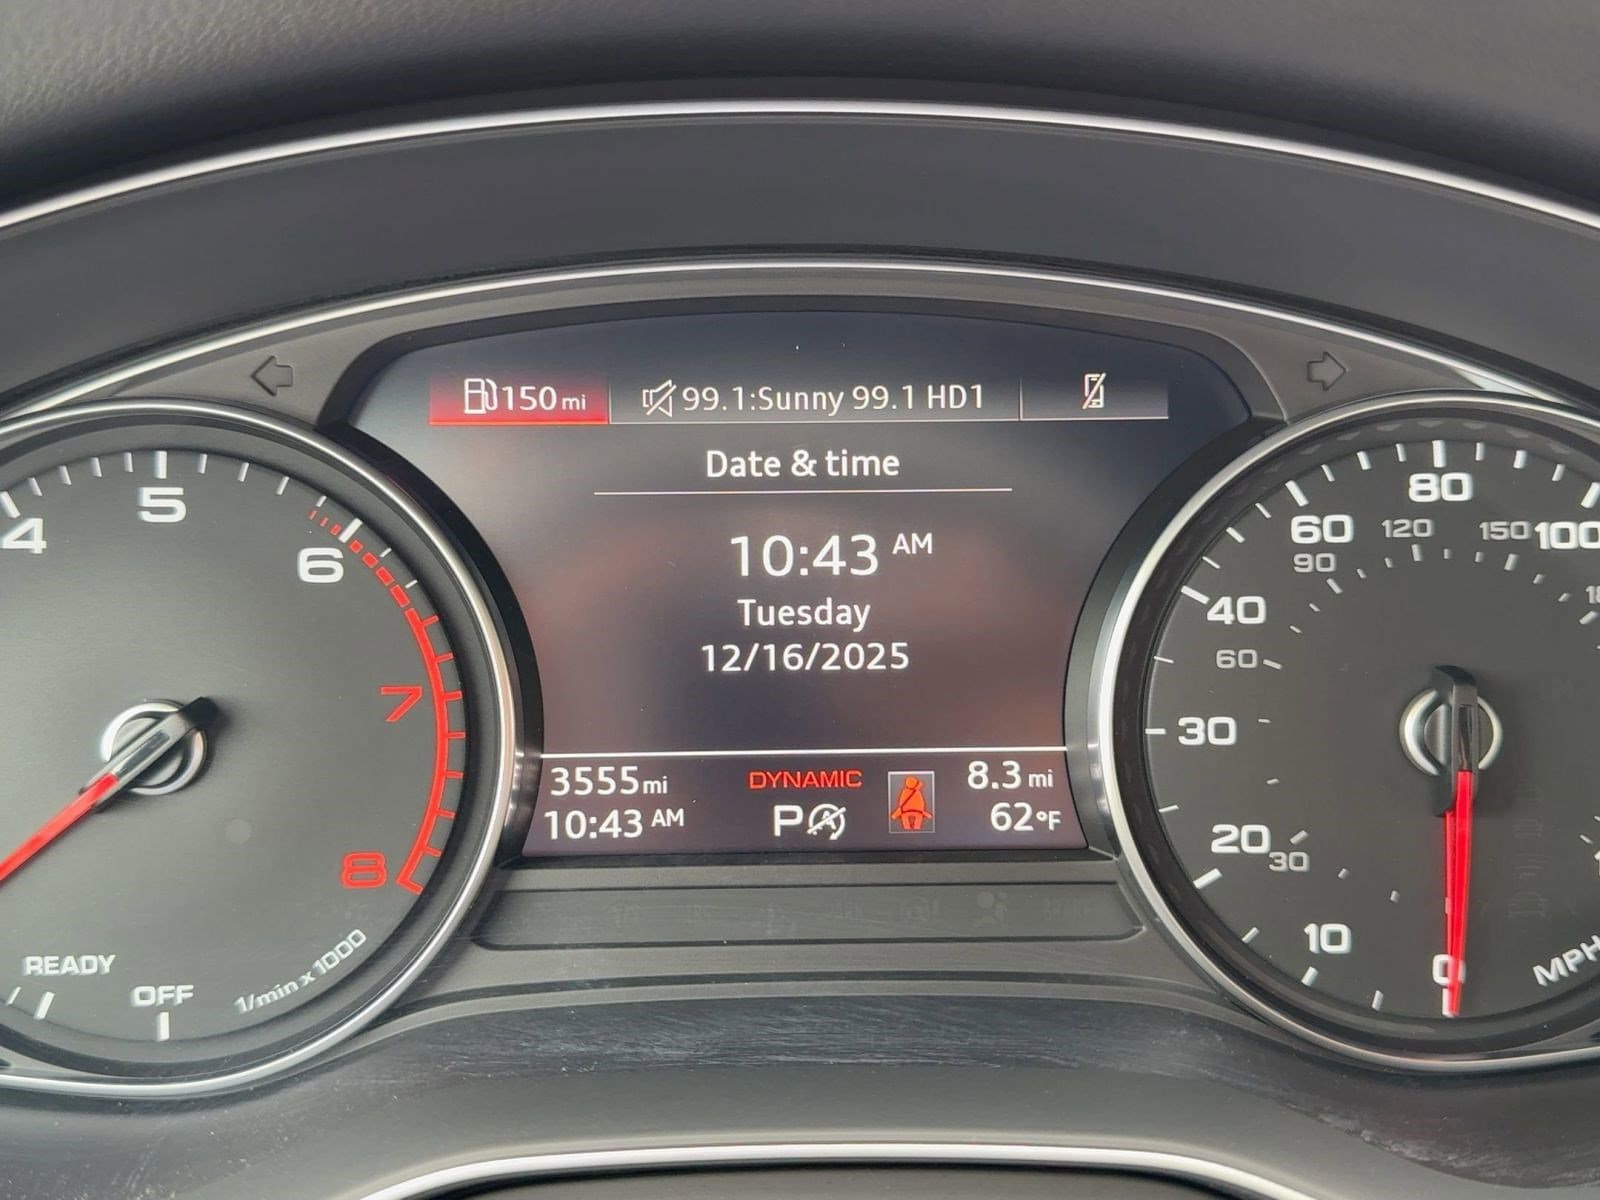 150 mi
99.1:Sunny 99.1 HD1
Date & time
10:43 AM
Tuesday
12/16/2025
3555 mi
DYNAMIC
8.3 mi
10:43 AM
P
62°F
4
5
6
7
8
READY
OFF
1/min x 1000
0
10
20
30
40
60
80
100
30
60
90
120
150
MPH